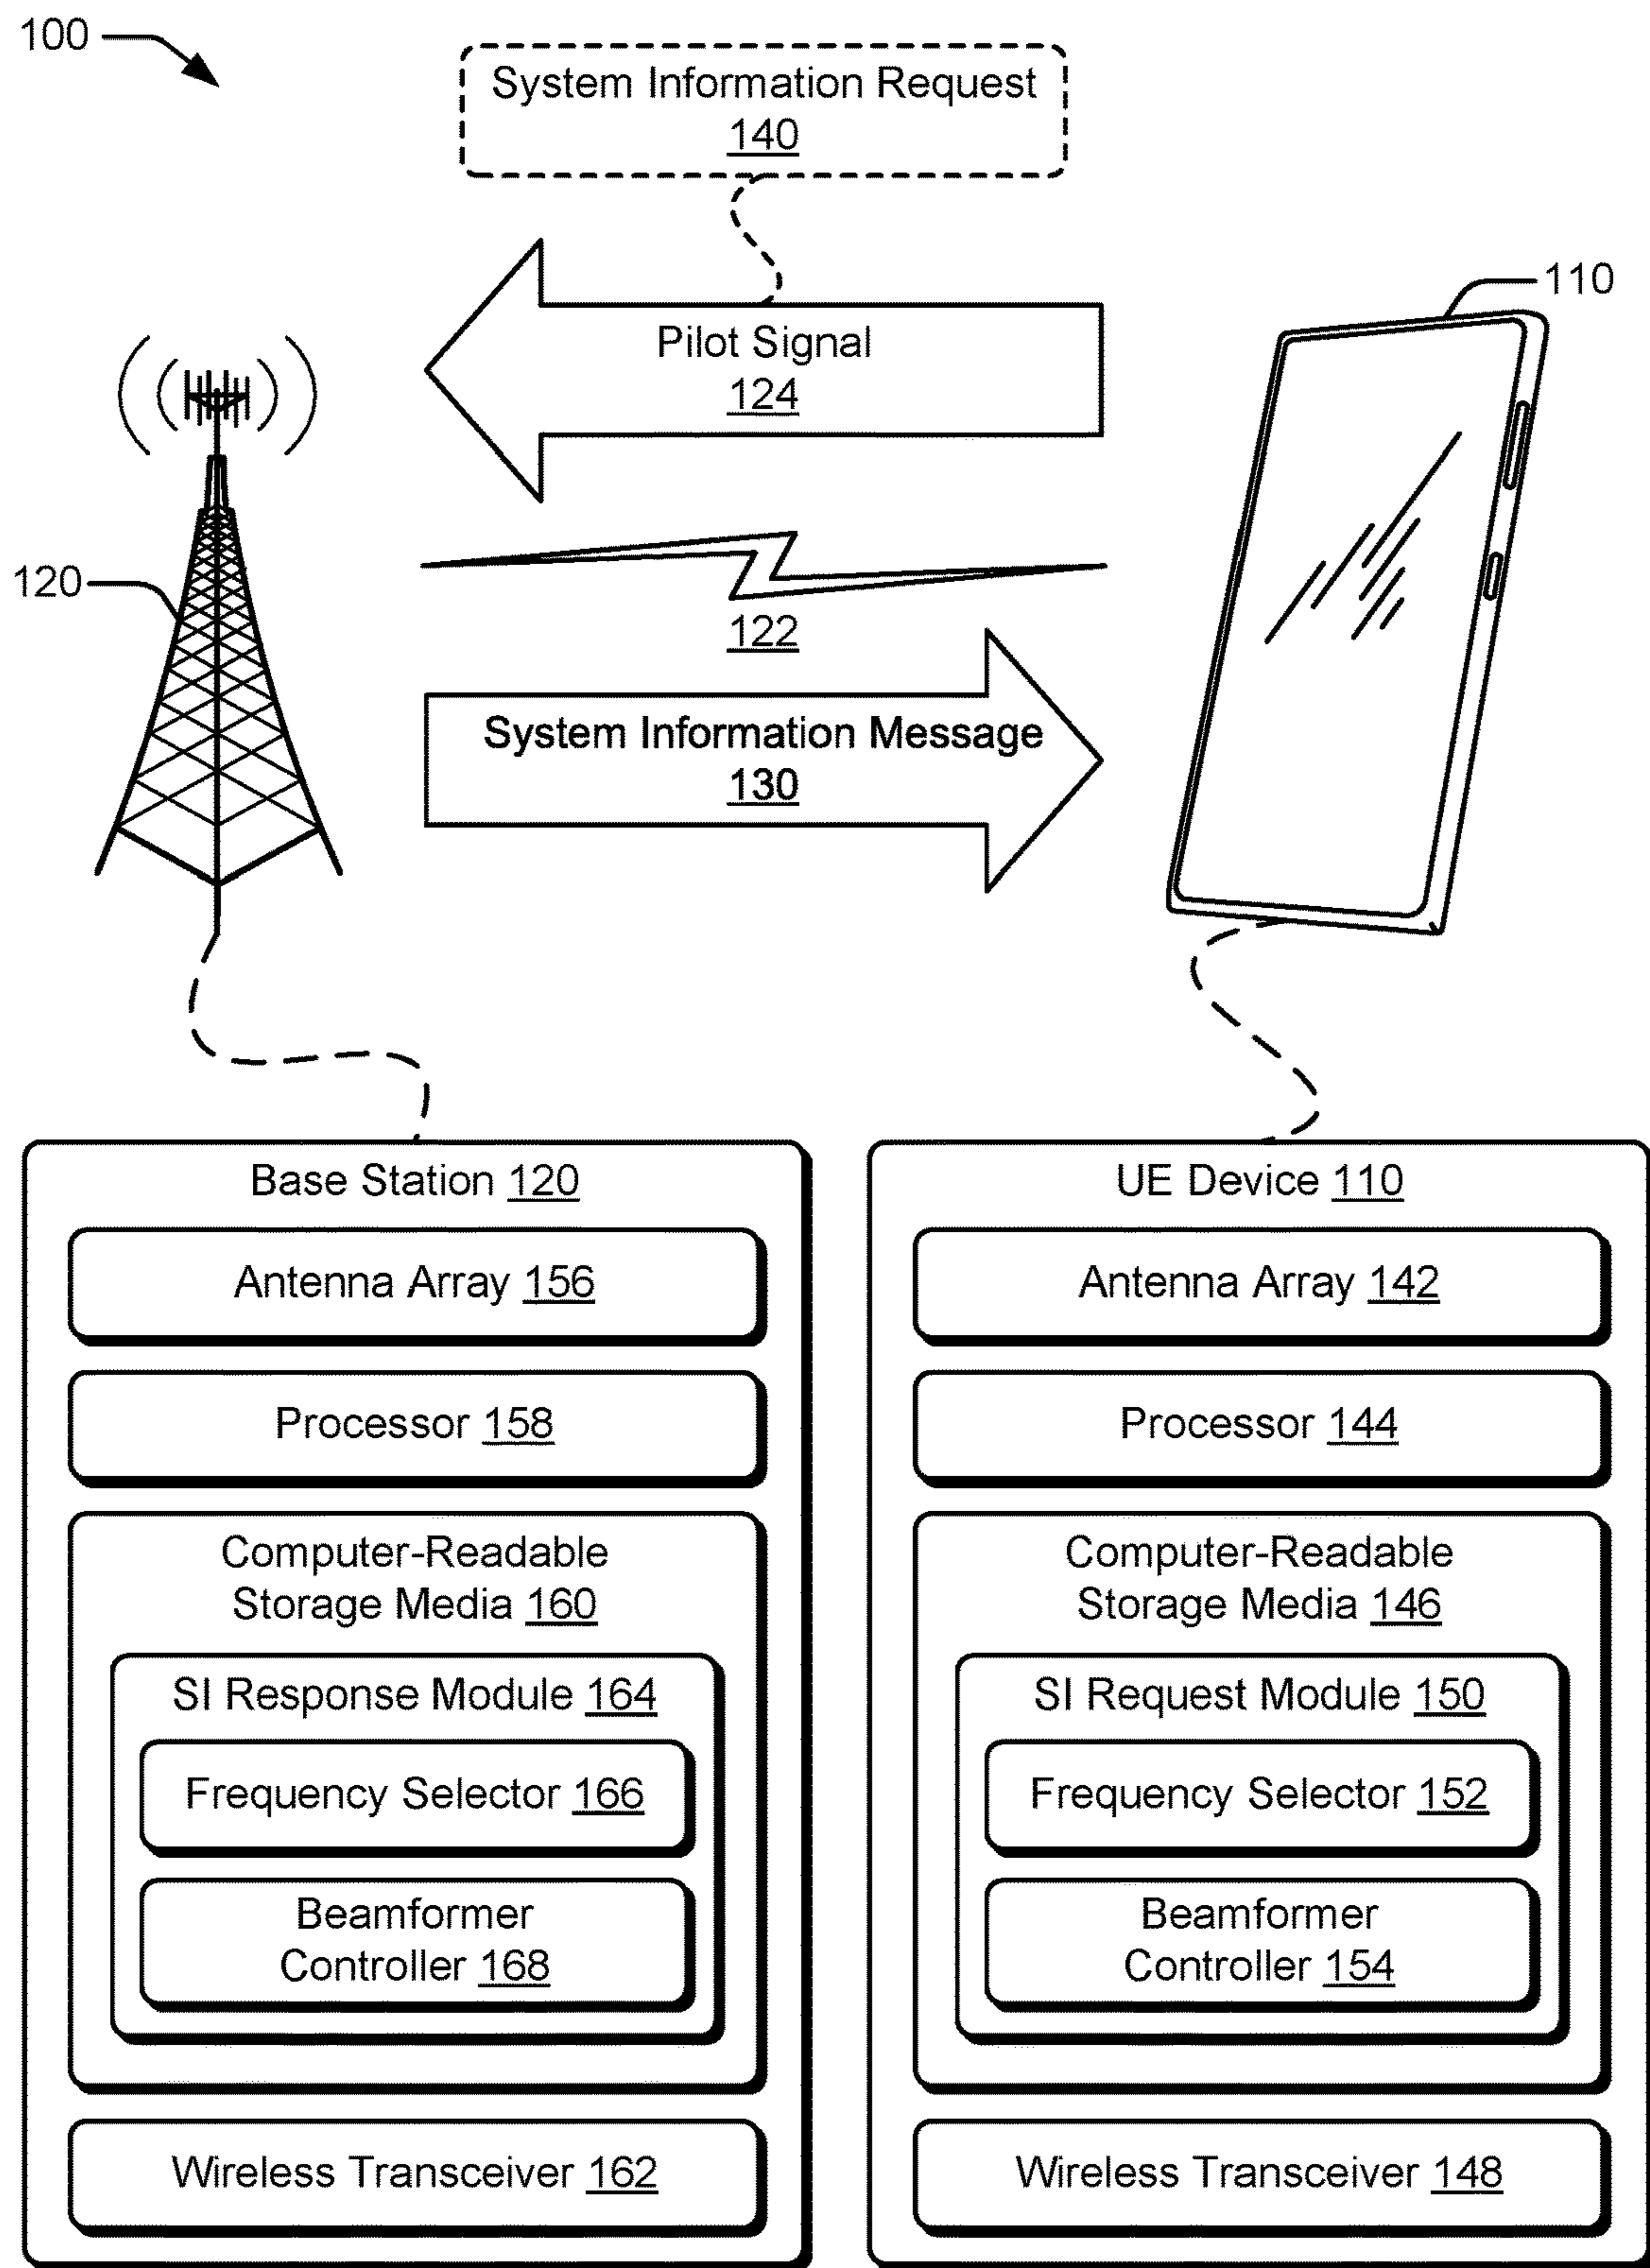 100
System Information Request
140
110
Pilot Signal
124
120
122
System Information Message
130
Base Station 120
Antenna Array 156
Processor 158
Computer-Readable
Storage Media 160
SI Response Module 164
Frequency Selector 166
Beamformer
Controller 168
Wireless Transceiver 162
UE Device 110
Antenna Array 142
Processor 144
Computer-Readable
Storage Media 146
SI Request Module 150
Frequency Selector 152
Beamformer
Controller 154
Wireless Transceiver 148